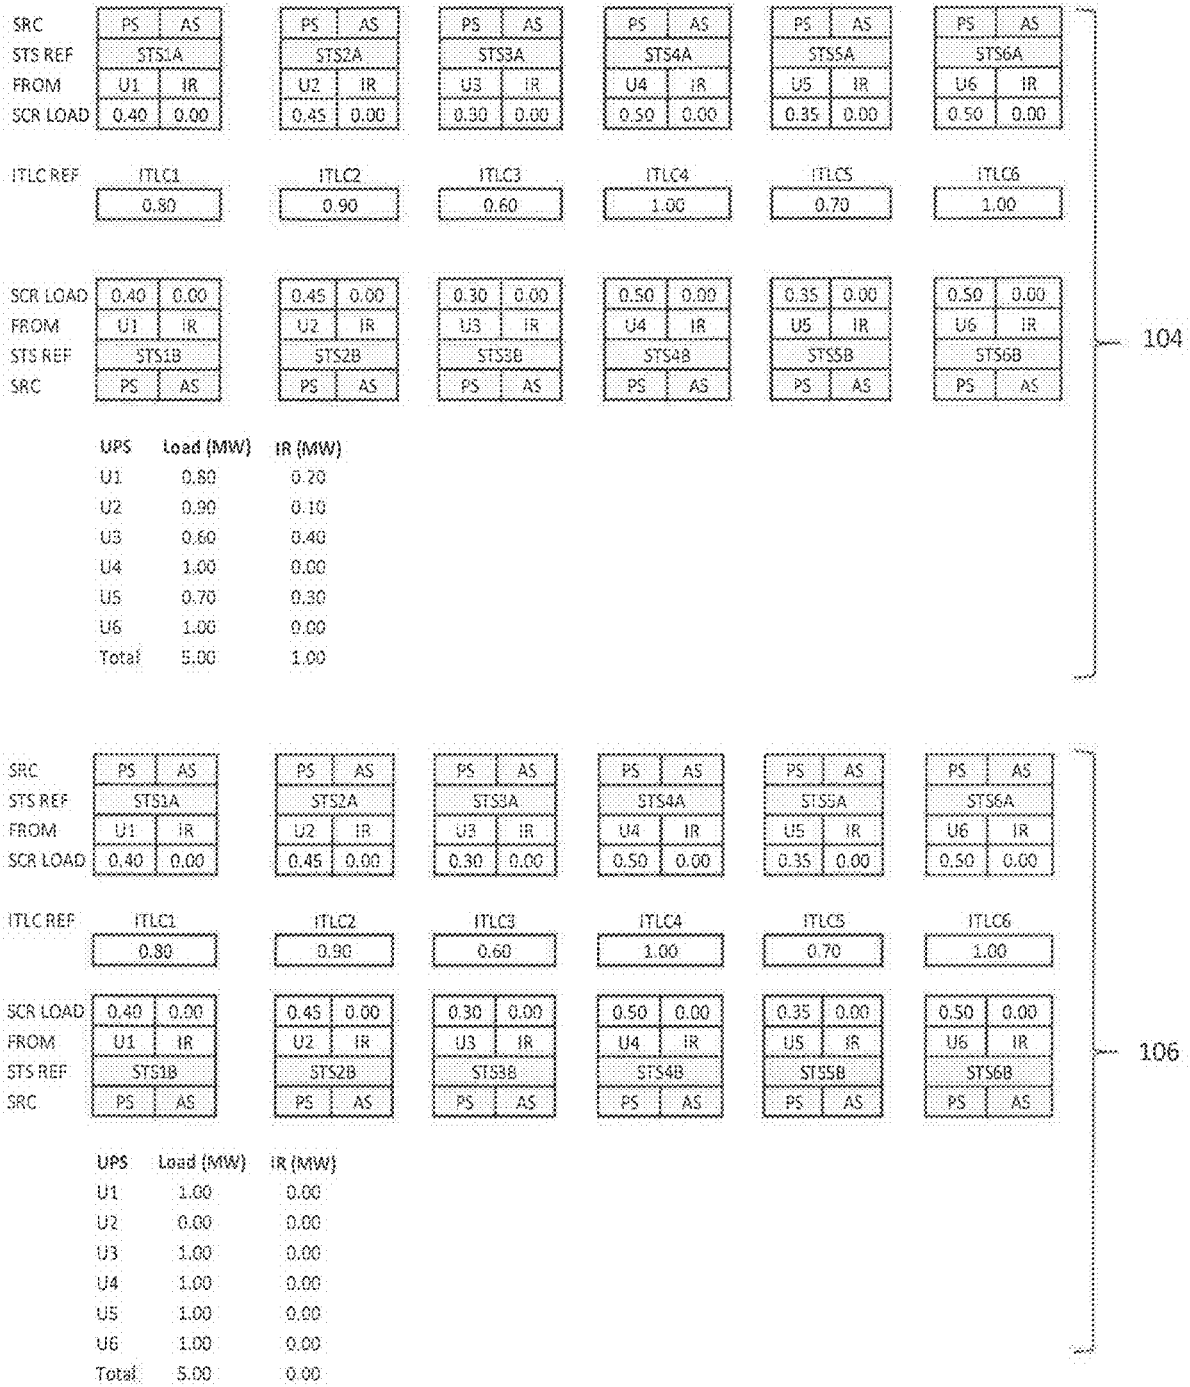 SRC PS AS PS AS PS AS PS AS PS AS PS AS
STS REF STS1A STS2A STS3A STS4A STS5A STS6A
FROM U1 IR U2 IR U3 IR U4 IR U5 IR U6 IR
SCR LOAD 0.40 0.00 0.45 0.00 0.30 0.00 0.50 0.00 0.35 0.00 0.50 0.00
ITLC REF ITLC1 ITLC2 ITLC3 ITLC4 ITLC5 ITLC6
0.80 0.90 0.60 1.00 0.70 1.00
SCR LOAD 0.40 0.00 0.45 0.00 0.30 0.00 0.50 0.00 0.35 0.00 0.50 0.00
FROM U1 IR U2 IR U3 IR U4 IR U5 IR U6 IR
STS REF STS1B STS2B STS3B STS4B STS5B STS6B
SRC PS AS PS AS PS AS PS AS PS AS PS AS
104
UPS Load (MW) IR (MW)
U1 0.80 0.20
U2 0.90 0.10
U3 0.60 0.40
U4 1.00 0.00
U5 0.70 0.30
U6 1.00 0.00
Total 5.00 1.00
SRC PS AS PS AS PS AS PS AS PS AS PS AS
STS REF STS1A STS2A STS3A STS4A STS5A STS6A
FROM U1 IR U2 IR U3 IR U4 IR U5 IR U6 IR
SCR LOAD 0.40 0.00 0.45 0.00 0.30 0.00 0.50 0.00 0.35 0.00 0.50 0.00
ITLC REF ITLC1 ITLC2 ITLC3 ITLC4 ITLC5 ITLC6
0.80 0.90 0.60 1.00 0.70 1.00
SCR LOAD 0.40 0.00 0.45 0.00 0.30 0.00 0.50 0.00 0.35 0.00 0.50 0.00
FROM U1 IR U2 IR U3 IR U4 IR U5 IR U6 IR
STS REF STS1B STS2B STS3B STS4B STS5B STS6B
SRC PS AS PS AS PS AS PS AS PS AS PS AS
106
UPS Load (MW) IR (MW)
U1 1.00 0.00
U2 0.00 0.00
U3 1.00 0.00
U4 1.00 0.00
U5 1.00 0.00
U6 1.00 0.00
Total 5.00 0.00